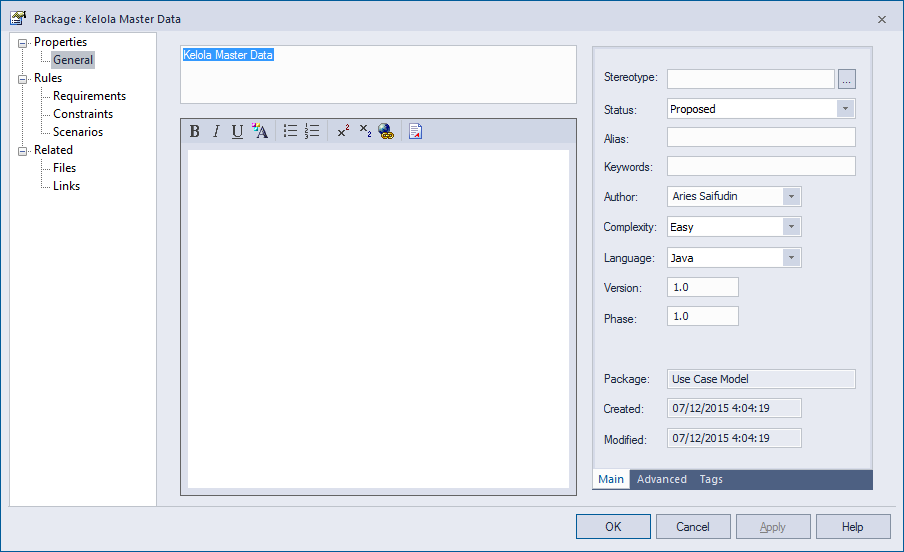 Package : Kelola Master Data
Properties
General
Rules
Requirements
Constraints
Scenarios
Related
Files
Links
Kelola Master Data
B I U A x² x₂
Stereotype: ...
Status: Proposed
Alias:
Keywords:
Author: Aries Saifudin
Complexity: Easy
Language: Java
Version: 1.0
Phase: 1.0
Package: Use Case Model
Created: 07/12/2015 4:04:19
Modified: 07/12/2015 4:04:19
Main Advanced Tags
OK Cancel Apply Help